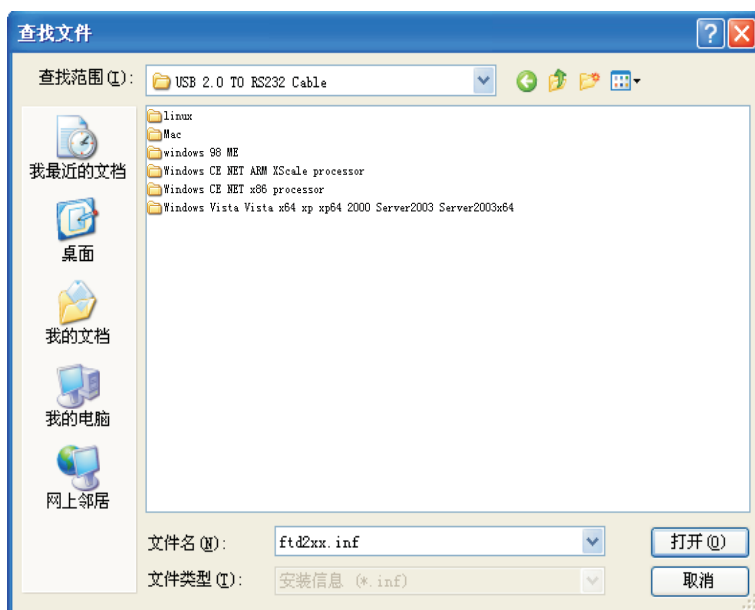 查找文件
查找范围(I): USB 2.0 TO RS232 Cable
我最近的文档
桌面
我的文档
我的电脑
网上邻居
linux
Mac
windows 98 ME
Windows CE NET ARM XScale processor
Windows CE NET x86 processor
Windows Vista Vista x64 xp xp64 2000 Server2003 Server2003x64
文件名(N): ftd2xx.inf 打开(O)
文件类型(T): 安装信息 (*.inf) 取消